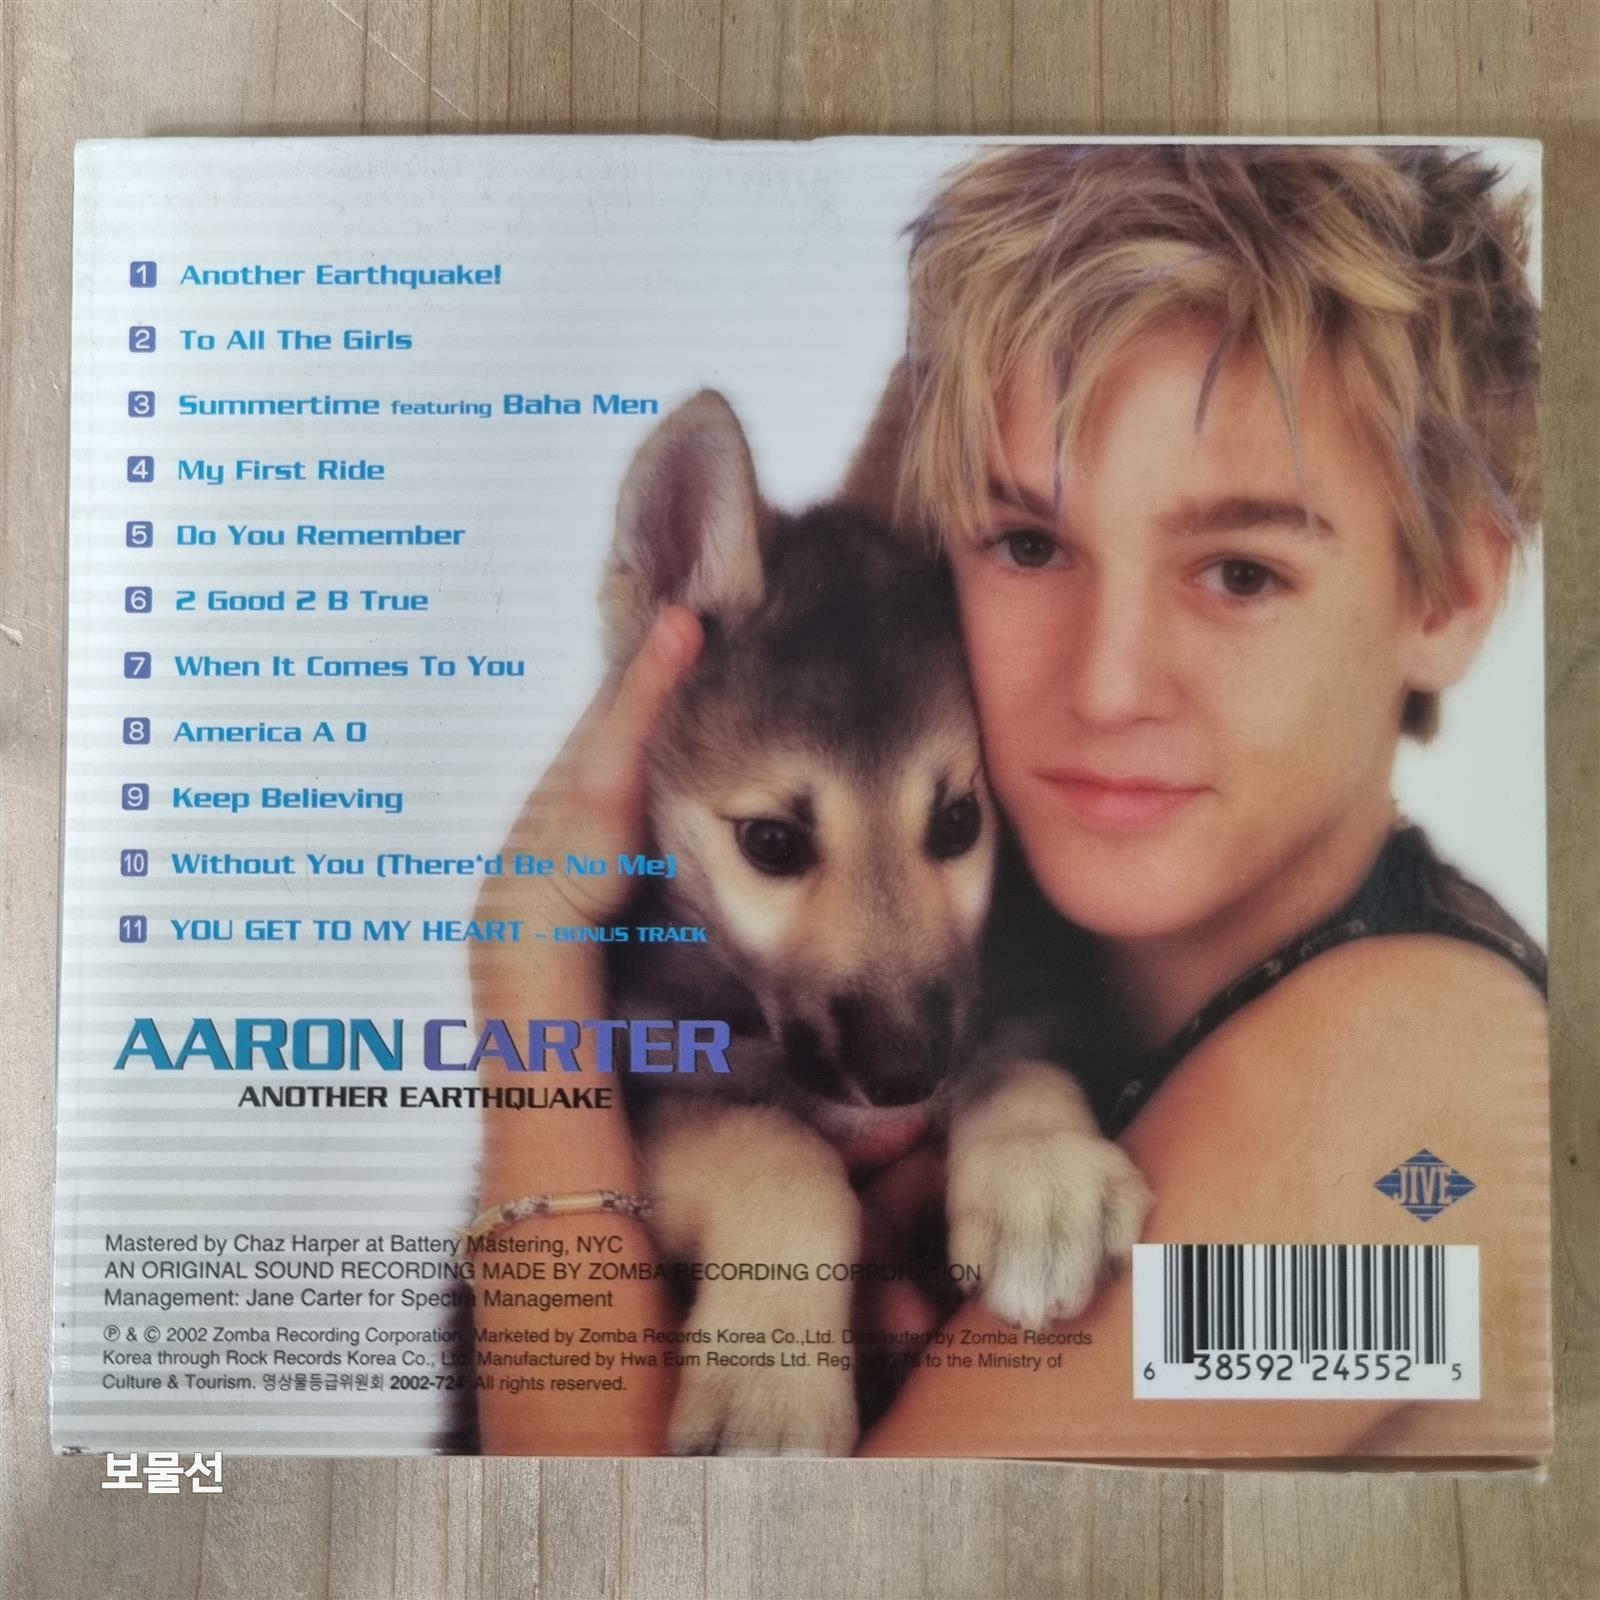 1 Another Earthquake!
2 To All The Girls
3 Summertime featuring Baha Men
4 My First Ride
5 Do You Remember
6 2 Good 2 B True
7 When It Comes To You
8 America A O
9 Keep Believing
10 Without You (There'd Be No Me)
11 YOU GET TO MY HEART - BONUS TRACK
AARON CARTER
ANOTHER EARTHQUAKE
JIVE
Mastered by Chaz Harper at Battery Mastering, NYC
AN ORIGINAL SOUND RECORDING MADE BY ZOMBA RECORDING CORPORATION
Management: Jane Carter for Spectra Management
℗ & © 2002 Zomba Recording Corporation. Marketed by Zomba Records Korea Co.,Ltd. Distributed by Zomba Records
Korea through Rock Records Korea Co., Ltd. Manufactured by Hwa Eum Records Ltd. Reg. to the Ministry of
Culture & Tourism. 영상물등급위원회 2002-724 All rights reserved.
6 38592 24552 5
보물선